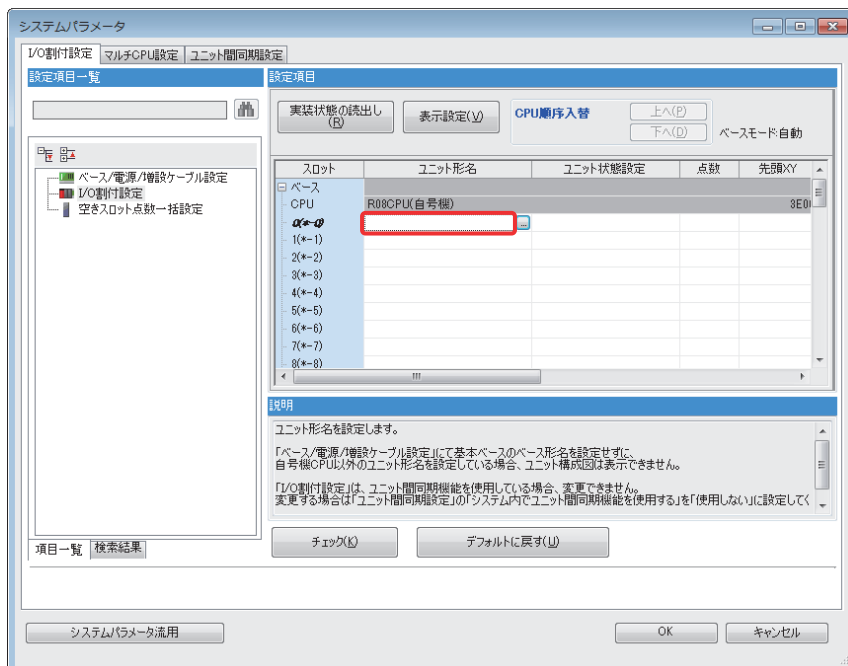 システムパラメータ
I/O割付設定 マルチCPU設定 ユニット間同期設定
設定項目一覧
設定項目
実装状態の読出し(R)
表示設定(V)
CPU順序入替
上へ(P)
下へ(D)
ベースモード:自動
ベース/電源/増設ケーブル設定
I/O割付設定
空きスロット点数一括設定
スロット ユニット形名 ユニット状態設定 点数 先頭XY
ベース
CPU R08CPU(自号機) 3E0
0(*-0) ...
1(*-1)
2(*-2)
3(*-3)
4(*-4)
5(*-5)
6(*-6)
7(*-7)
8(*-8)
説明
ユニット形名を設定します。
「ベース/電源/増設ケーブル設定」にて基本ベースのベース形名を設定せずに、
自号機CPU以外のユニット形名を設定している場合、ユニット構成図は表示できません。
「I/O割付設定」は、ユニット間同期機能を使用している場合、変更できません。
変更する場合は「ユニット間同期設定」の「システム内でユニット間同期機能を使用する」を「使用しない」に設定してく
項目一覧 検索結果
チェック(K)
デフォルトに戻す(U)
システムパラメータ流用
OK
キャンセル